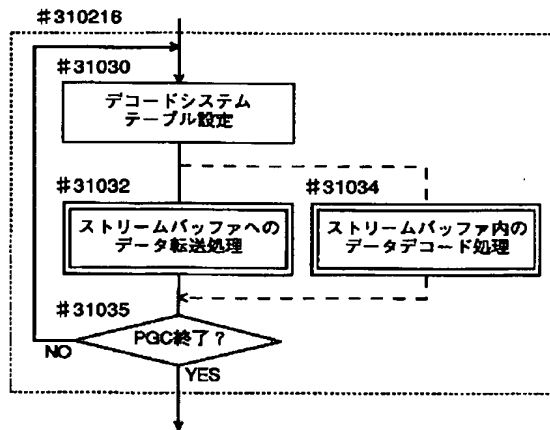 #310216
#31030
デコードシステム
テーブル設定
#31032
#31034
ストリームバッファへの
データ転送処理
ストリームバッファ内の
データデコード処理
#31035
PGC終了?
NO
YES